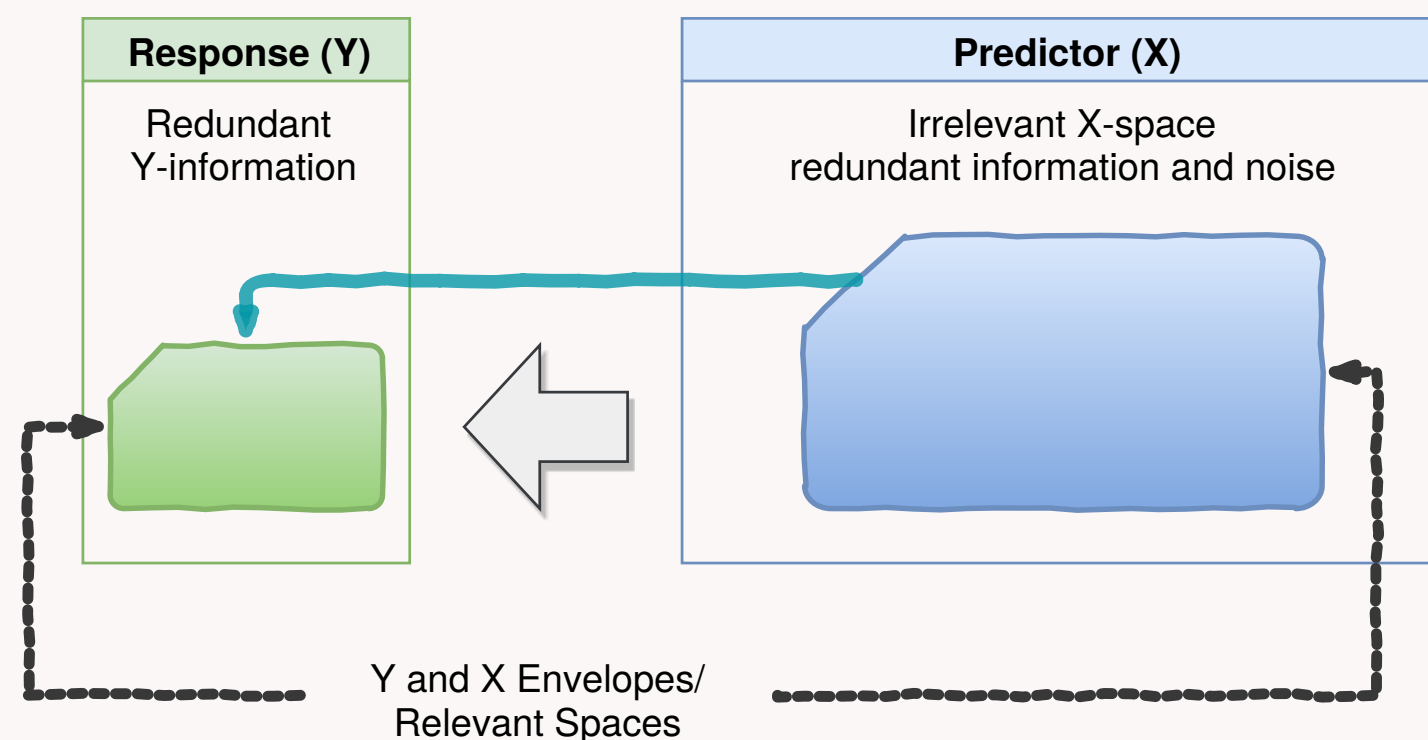 Response (Y)
Redundant
Y-information
Predictor (X)
Irrelevant X-space
redundant information and noise
Y and X Envelopes/
Relevant Spaces